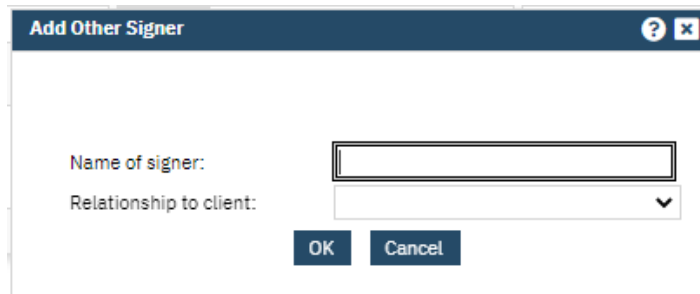 Add Other Signer ?
Name of signer:
Relationship to client:
OK Cancel